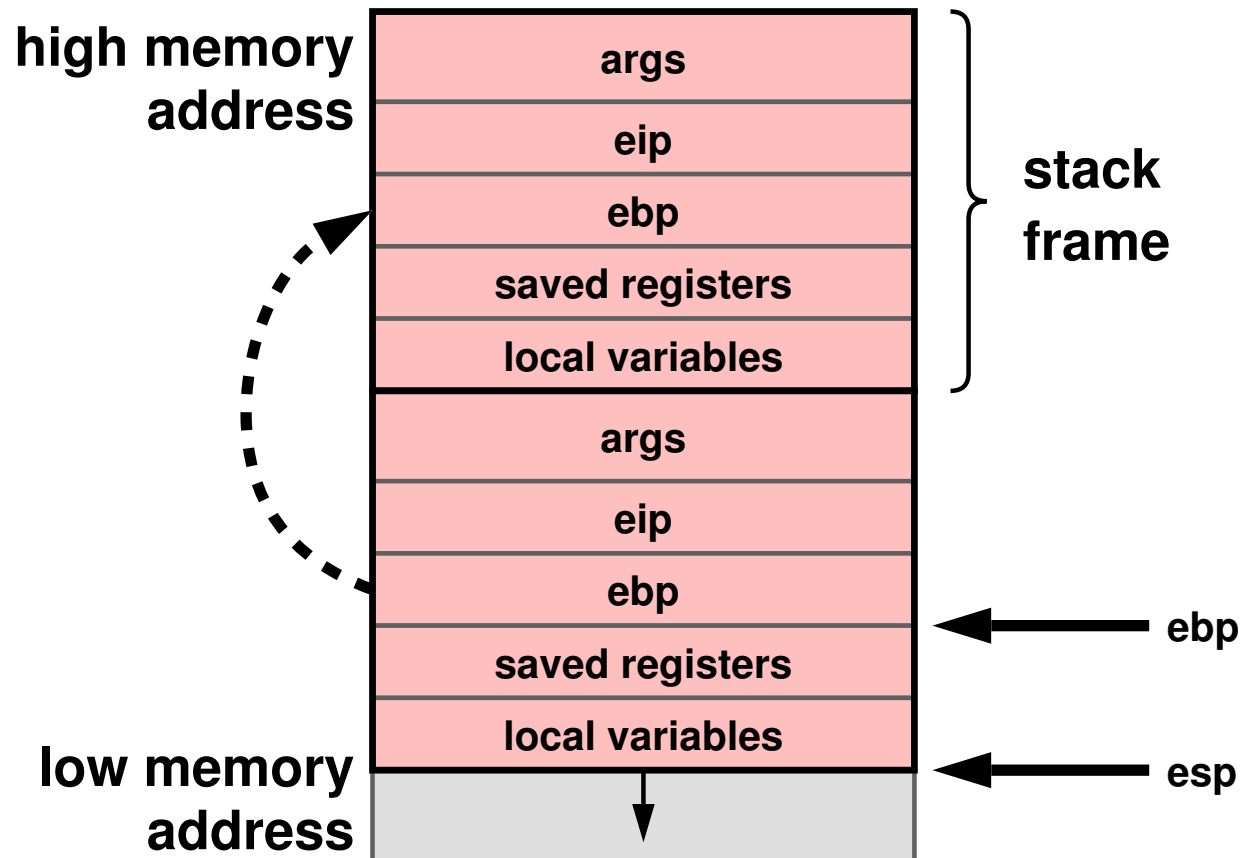 high memory
address
args
eip
ebp
saved registers
local variables
stack
frame
args
eip
ebp
saved registers
local variables
ebp
esp
low memory
address